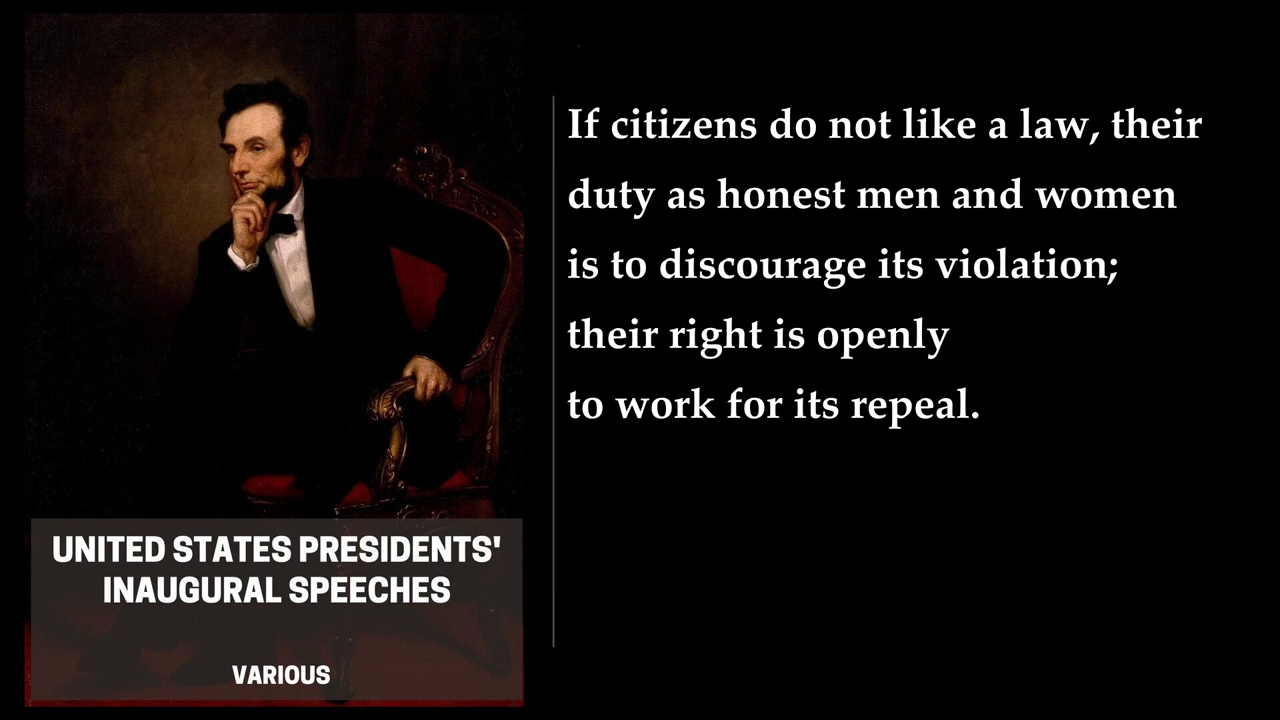 If citizens do not like a law, their
duty as honest men and women
is to discourage its violation;
their right is openly
to work for its repeal.
UNITED STATES PRESIDENTS'
INAUGURAL SPEECHES
VARIOUS